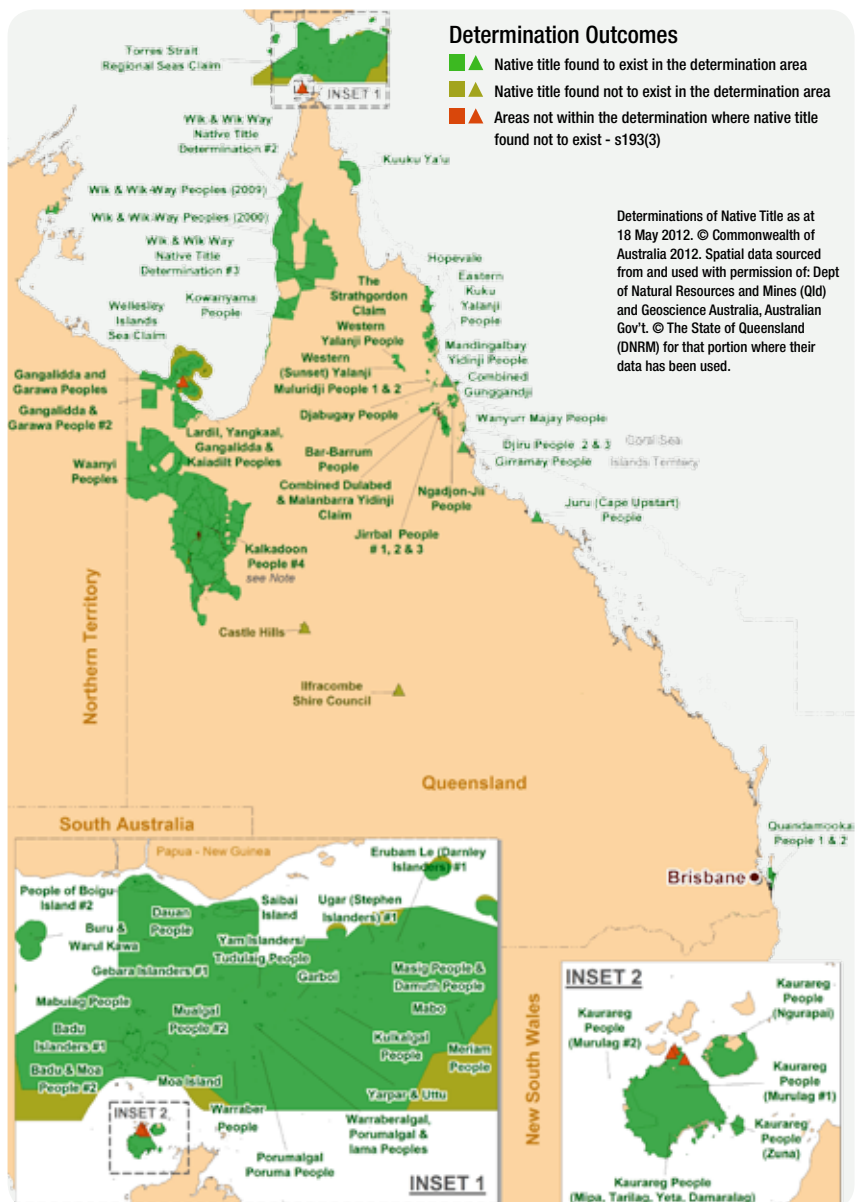 Determination Outcomes
Native title found to exist in the determination area
Native title found not to exist in the determination area
Areas not within the determination where native title
found not to exist - s193(3)
Determinations of Native Title as at
18 May 2012. © Commonwealth of
Australia 2012. Spatial data sourced
from and used with permission of: Dept
of Natural Resources and Mines (Qld)
and Geoscience Australia, Australian
Gov't. © The State of Queensland
(DNRM) for that portion where their
data has been used.
Torres Strait
Regional Seas Claim
INSET 1
Wik & Wik Way
Native Title
Determination #2
Kuuku Ya'u
Wik & Wik-Way Peoples (2009)
Wik & Wik-Way Peoples (2000)
Wik & Wik Way
Native Title
Determination #3
Kowanyama
People
Wellesley
Islands
Sea Claim
The
Strathgordon
Claim
Hopevale
Eastern
Kuku
Yalanji
People
Western
Yalanji People
Western
(Sunset) Yalanji
Muluridji People 1 & 2
Mandingalbay
Yidinji People
Combined
Gunggandji
Gangalidda and
Garawa Peoples
Gangalidda &
Garawa People #2
Djabugay People
Wanyurr Majay People
Lardil, Yangkaal,
Gangalidda &
Kaiadilt Peoples
Bar-Barrum
People
Djiru People 2 & 3
Girramay People
Coral Sea
Islands Territory
Waanyi
Peoples
Combined Dulabed
& Malanbarra Yidinji
Claim
Ngadjon-Jii
People
Jirrbal People
# 1, 2 & 3
Juru (Cape Upstart)
People
Kalkadoon
People #4
see Note
Castle Hills
Ilfracombe
Shire Council
Northern Territory
Queensland
South Australia
Quandamooka
People 1 & 2
Brisbane
New South Wales
Papua - New Guinea
Erubam Le (Darnley
Islanders) #1
People of Boigu
Island #2
Dauan
People
Saibai
Island
Ugar (Stephen
Islanders) #1
Buru &
Warul Kawa
Yam Islanders/
Tudulaig People
Gebara Islanders #1
Garboi
Masig People &
Damuth People
Mabuiag People
Mualgal
People #2
Mabo
Badu
Islanders #1
Kulkalgal
People
Meriam
People
Badu & Moa
People #2
Moa Island
Yarpar & Uttu
INSET 2
Warraber
People
Warraberalgal,
Porumalgal &
Iama Peoples
Porumalgal
Poruma People
INSET 1
INSET 2
Kaurareg
People
(Ngurapai)
Kaurareg
People
(Murulag #2)
Kaurareg
People
(Murulag #1)
Kaurareg
People
(Zuna)
Kaurareg People
(Mipa, Tarilag, Yeta, Damaralag)